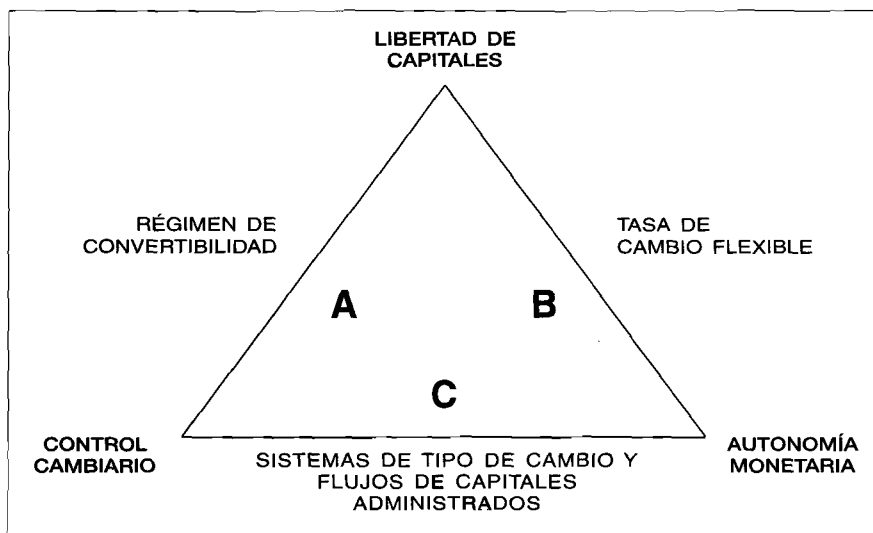 LIBERTAD DE
CAPITALES
RÉGIMEN DE
CONVERTIBILIDAD
TASA DE
CAMBIO FLEXIBLE
A
B
C
CONTROL
CAMBIARIO
SISTEMAS DE TIPO DE CAMBIO Y
FLUJOS DE CAPITALES
ADMINISTRADOS
AUTONOMÍA
MONETARIA